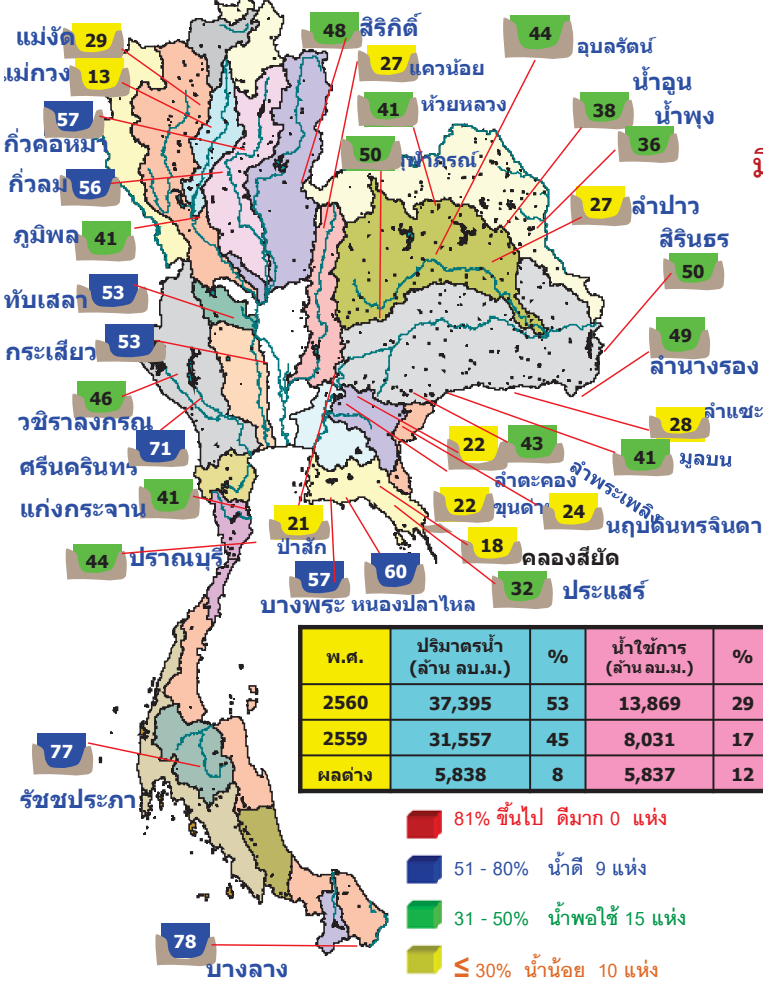 แม่งัด 29
แม่กวง 13
57
กิ่วคอหมา
กิ่วลม 56
ภูมิพล 41
ทับเสลา 53
กระเสียว 53
46
วชิราลงกรณ
71
ศรีนครินทร์
แก่งกระจาน 41
44 ปราณบุรี
48 สิริกิติ์
27 แควน้อย
41 ห้วยหลวง
50 จุฬาภรณ์
44 อุบลรัตน์
น้ำอูน
38 น้ำพุง
36
27 ลำปาว
สิรินธร
50
49
ลำนางรอง
28 ลำแซะ
41 มูลบน
43
ลำพระเพลิง
22
ลำตะคอง
22 ขุนด่าน
24 นฤบดินทรจินดา
21
ป่าสัก
18 คลองสียัด
57
บางพระ
60
หนองปลาไหล
32 ประแสร์
พ.ศ. ปริมาตรน้ำ (ล้าน ลบ.ม.) % น้ำใช้การ (ล้าน ลบ.ม.) %
2560 37,395 53 13,869 29
2559 31,557 45 8,031 17
ผลต่าง 5,838 8 5,837 12
77
รัชชประภา
78
บางลาง
81% ขึ้นไป ดีมาก 0 แห่ง
51 - 80% น้ำดี 9 แห่ง
31 - 50% น้ำพอใช้ 15 แห่ง
≤ 30% น้ำน้อย 10 แห่ง